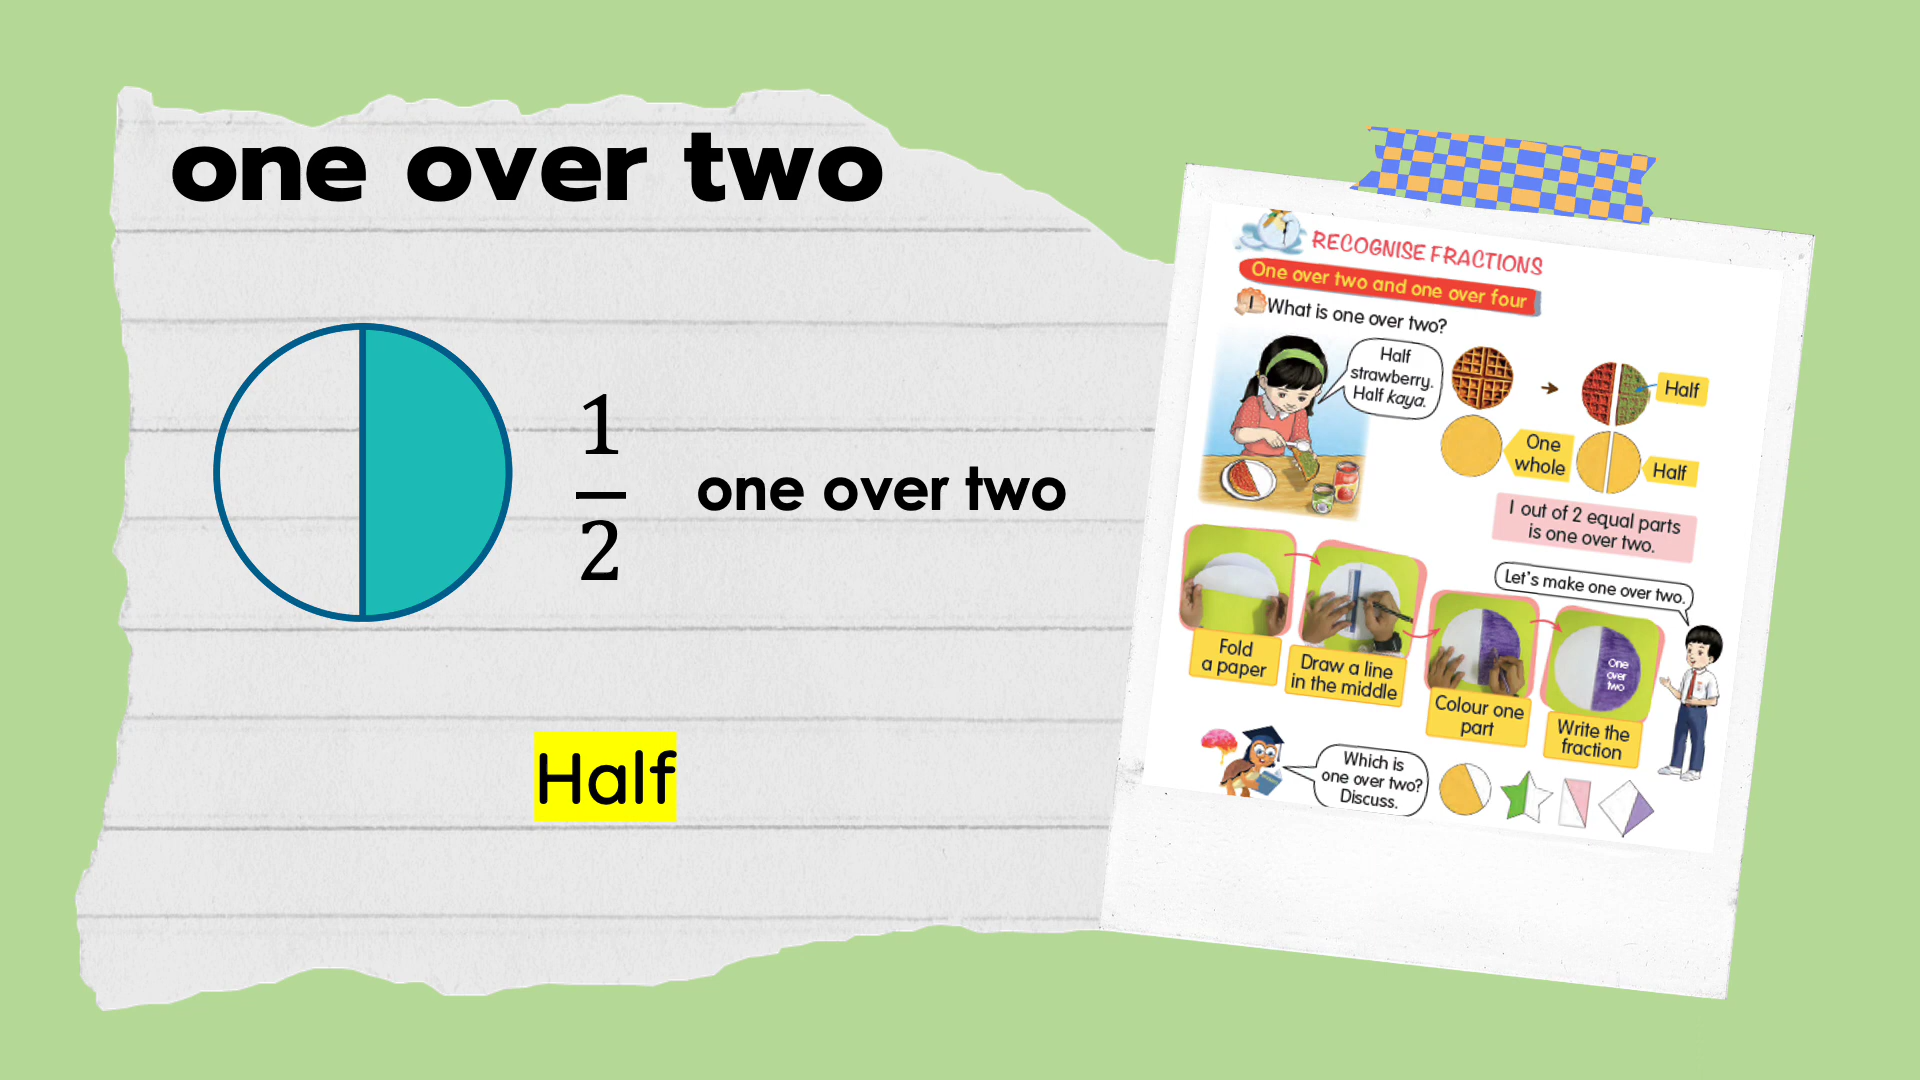 one over two
1
2
one over two
Half
RECOGNISE FRACTIONS
One over two and one over four
1 What is one over two?
Half
strawberry.
Half kaya.
Half
One
whole
Half
1 out of 2 equal parts
is one over two.
Let's make one over two.
Fold
a paper
Draw a line
in the middle
Colour one
part
One
over
two
Write the
fraction
Which is
one over two?
Discuss.